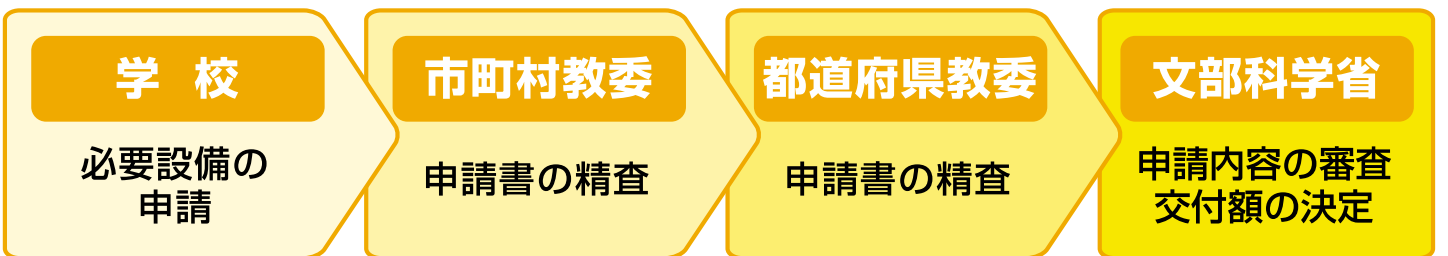 学 校
必要設備の
申請
市町村教委
申請書の精査
都道府県教委
申請書の精査
文部科学省
申請内容の審査
交付額の決定